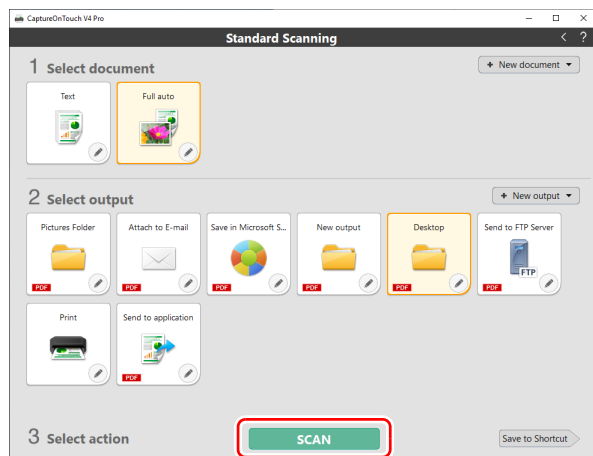 CaptureOnTouch V4 Pro
Standard Scanning
< ?
1 Select document
+ New document
Text
Full auto
2 Select output
+ New output
Pictures Folder
Attach to E-mail
Save in Microsoft S...
New output
Desktop
Send to FTP Server
FTP
PDF
PDF
PDF
PDF
PDF
PDF
Print
Send to application
PDF
3 Select action
SCAN
Save to Shortcut